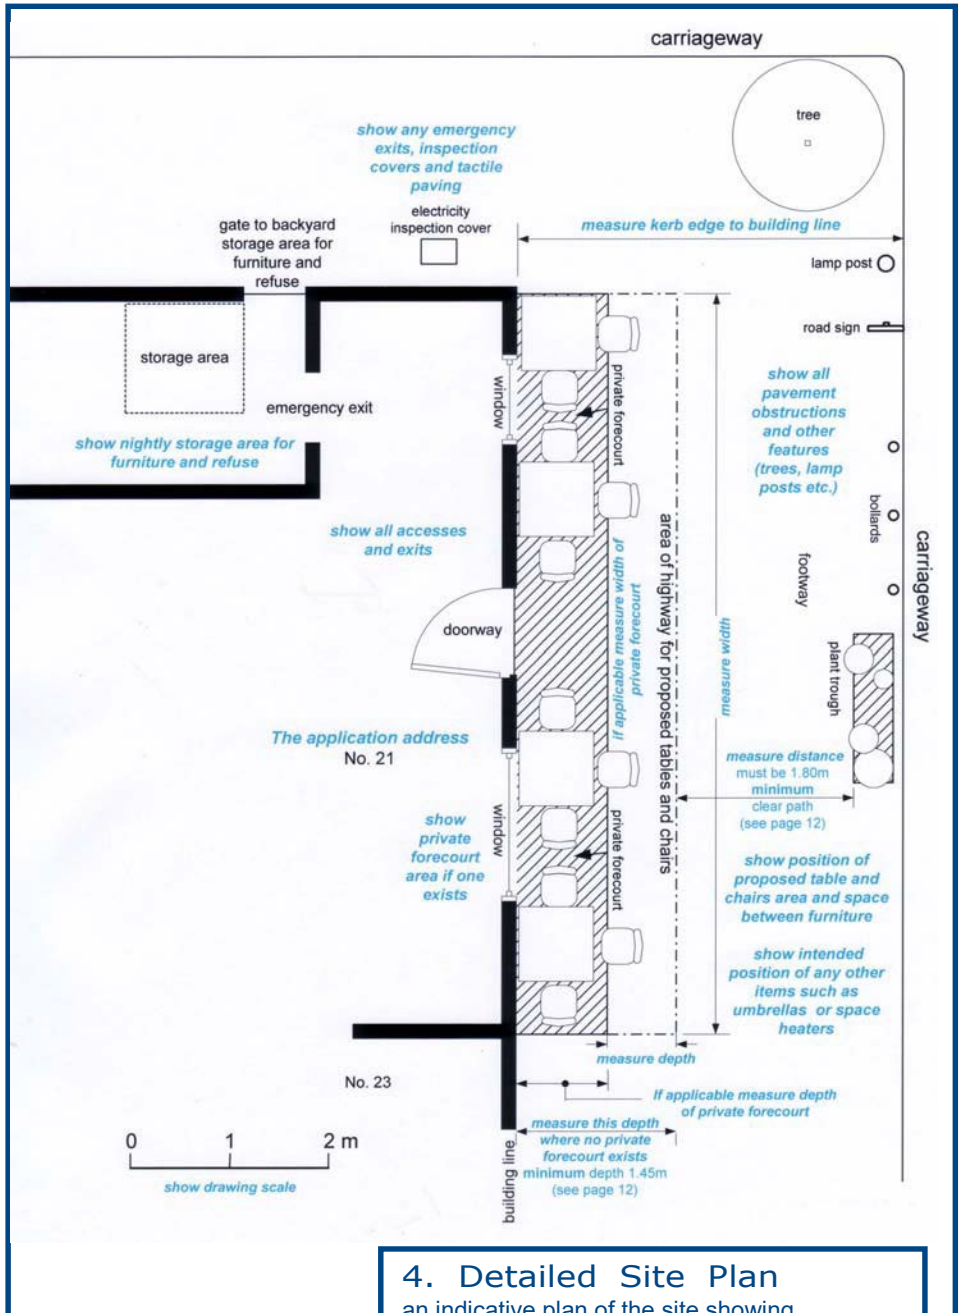 carriageway
tree
show any emergency
exits, inspection
covers and tactile
paving
electricity
inspection cover
gate to backyard
storage area for
furniture and
refuse
measure kerb edge to building line
lamp post
road sign
storage area
emergency exit
show nightly storage area for
furniture and refuse
window
private forecourt
show all
pavement
obstructions
and other
features
(trees, lamp
posts etc.)
bollards
footway
carriageway
show all accesses
and exits
doorway
if applicable measure width of
private forecourt
area of highway for proposed tables and chairs
measure width
plant trough
The application address
No. 21
measure distance
must be 1.80m
minimum
clear path
(see page 12)
show
private
forecourt
area if one
exists
window
private forecourt
show position of
proposed table and
chairs area and space
between furniture
show intended
position of any other
items such as
umbrellas or space
heaters
measure depth
No. 23
If applicable measure depth
of private forecourt
measure this depth
where no private
forecourt exists
minimum depth 1.45m
(see page 12)
building line
0 1 2 m
show drawing scale
4. Detailed Site Plan
an indicative plan of the site showing